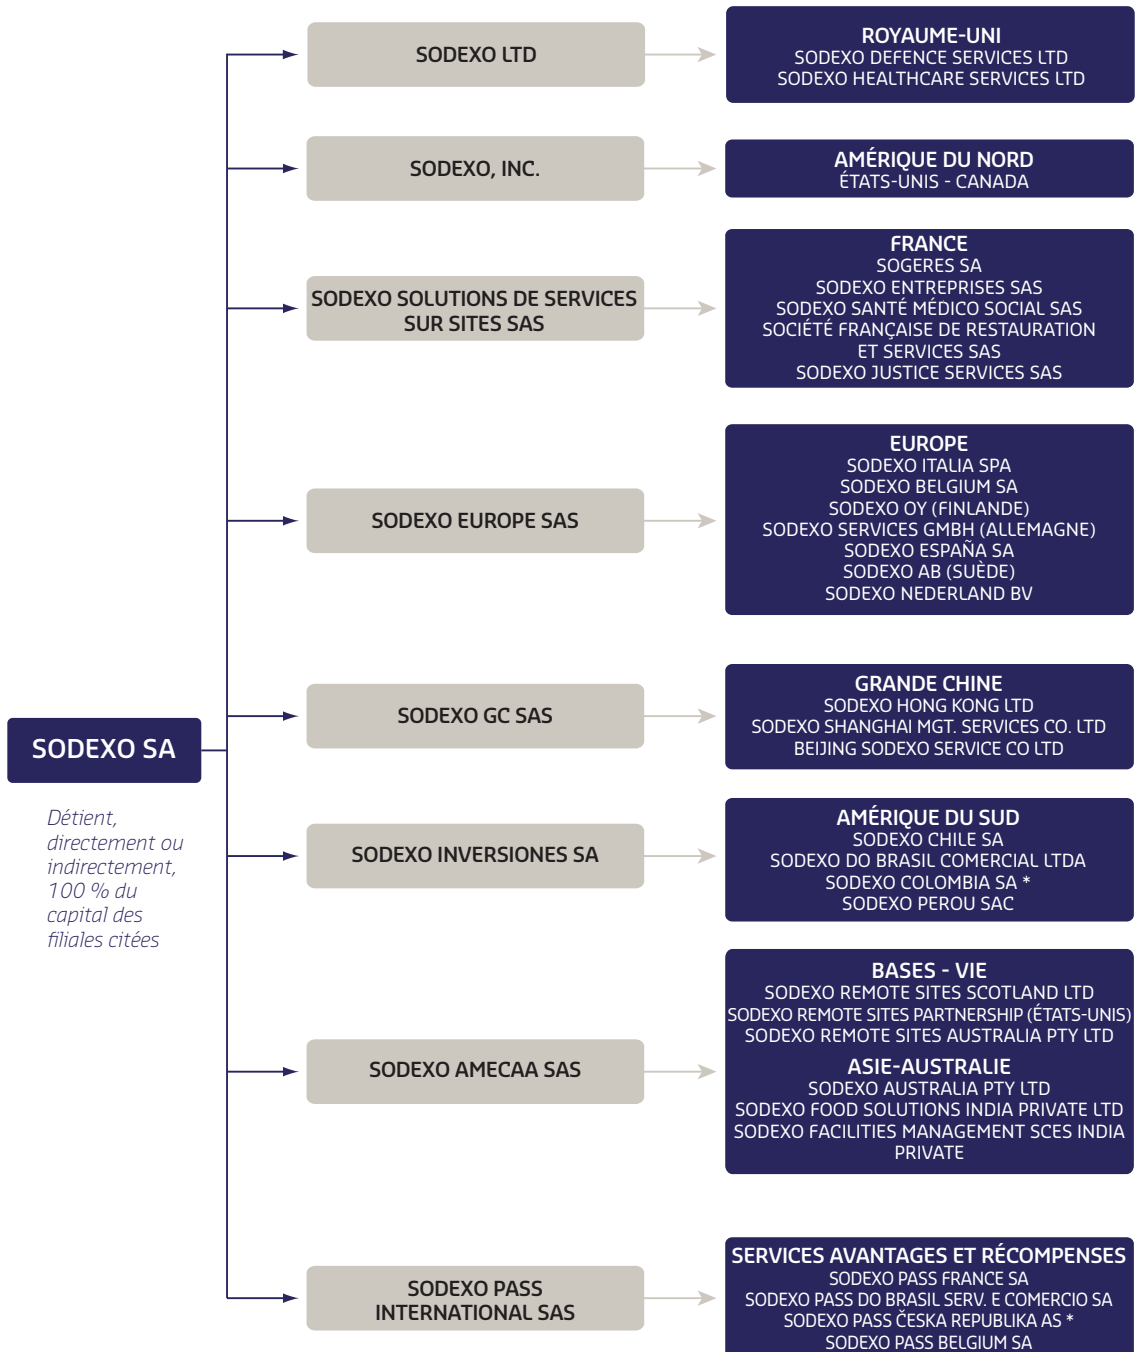 SODEXO SA
Détient,
directement ou
indirectement,
100 % du
capital des
filiales citées
SODEXO LTD
ROYAUME-UNI
SODEXO DEFENCE SERVICES LTD
SODEXO HEALTHCARE SERVICES LTD
SODEXO, INC.
AMÉRIQUE DU NORD
ÉTATS-UNIS - CANADA
SODEXO SOLUTIONS DE SERVICES
SUR SITES SAS
FRANCE
SOGERES SA
SODEXO ENTREPRISES SAS
SODEXO SANTÉ MÉDICO SOCIAL SAS
SOCIÉTÉ FRANÇAISE DE RESTAURATION
ET SERVICES SAS
SODEXO JUSTICE SERVICES SAS
SODEXO EUROPE SAS
EUROPE
SODEXO ITALIA SPA
SODEXO BELGIUM SA
SODEXO OY (FINLANDE)
SODEXO SERVICES GMBH (ALLEMAGNE)
SODEXO ESPAÑA SA
SODEXO AB (SUÈDE)
SODEXO NEDERLAND BV
SODEXO GC SAS
GRANDE CHINE
SODEXO HONG KONG LTD
SODEXO SHANGHAI MGT. SERVICES CO. LTD
BEIJING SODEXO SERVICE CO LTD
SODEXO INVERSIONES SA
AMÉRIQUE DU SUD
SODEXO CHILE SA
SODEXO DO BRASIL COMERCIAL LTDA
SODEXO COLOMBIA SA *
SODEXO PEROU SAC
SODEXO AMECAA SAS
BASES - VIE
SODEXO REMOTE SITES SCOTLAND LTD
SODEXO REMOTE SITES PARTNERSHIP (ÉTATS-UNIS)
SODEXO REMOTE SITES AUSTRALIA PTY LTD
ASIE-AUSTRALIE
SODEXO AUSTRALIA PTY LTD
SODEXO FOOD SOLUTIONS INDIA PRIVATE LTD
SODEXO FACILITIES MANAGEMENT SCES INDIA
PRIVATE
SODEXO PASS
INTERNATIONAL SAS
SERVICES AVANTAGES ET RÉCOMPENSES
SODEXO PASS FRANCE SA
SODEXO PASS DO BRASIL SERV. E COMERCIO SA
SODEXO PASS ČESKA REPUBLIKA AS *
SODEXO PASS BELGIUM SA